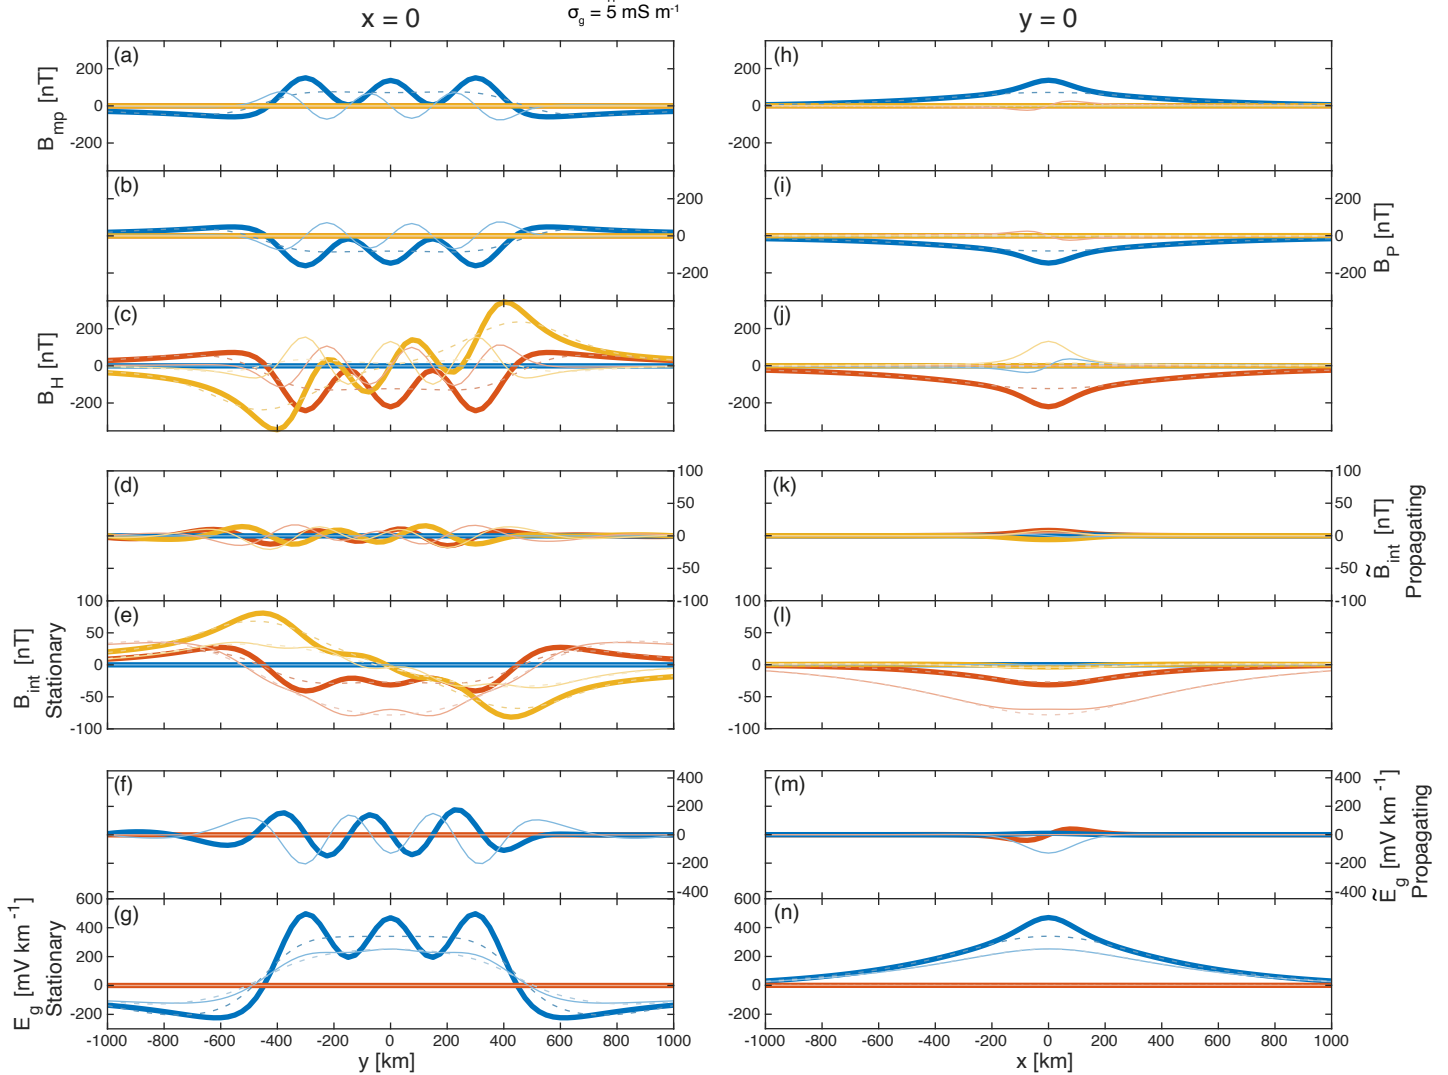 x = 0
σg = 5 mS m-1
y = 0
(a)
(h)
200
0
-200
Bmp [nT]
200
0
-200
(b)
(i)
200
0
-200
200
0
-200
BP [nT]
(c)
(j)
200
0
-200
BH [nT]
200
0
-200
(d)
(k)
100
50
0
-50
-100
100
50
0
-50
-100
B̃int [nT]
Propagating
(e)
(l)
100
50
0
-50
-100
Bint [nT]
Stationary
100
50
0
-50
-100
(f)
(m)
400
200
0
-200
-400
400
200
0
-200
-400
Ẽg [mV km -1]
Propagating
(g)
(n)
600
400
200
0
-200
Eg [mV km -1]
Stationary
600
400
200
0
-200
-1000 -800 -600 -400 -200 0 200 400 600 800 1000
-1000 -800 -600 -400 -200 0 200 400 600 800 1000
y [km]
x [km]